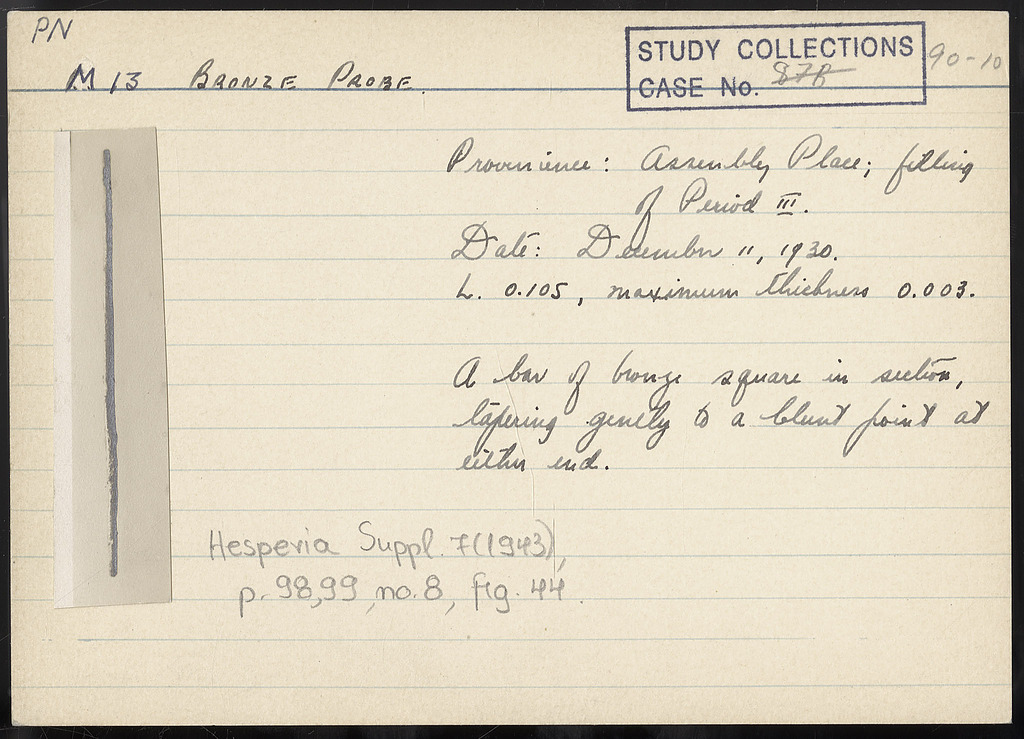 PN
M 13 BRONZE PROBE.
STUDY COLLECTIONS
CASE No. 87B
90-10
Provenience: Assembly Place; filling
of Period III.
Date: December 11, 1930.
L. 0.105, maximum thickness 0.003.
A bar of bronze square in section,
tapering gently to a blunt point at
either end.
Hesperia Suppl. 7(1943),
p. 98,99, no. 8, fig. 44.